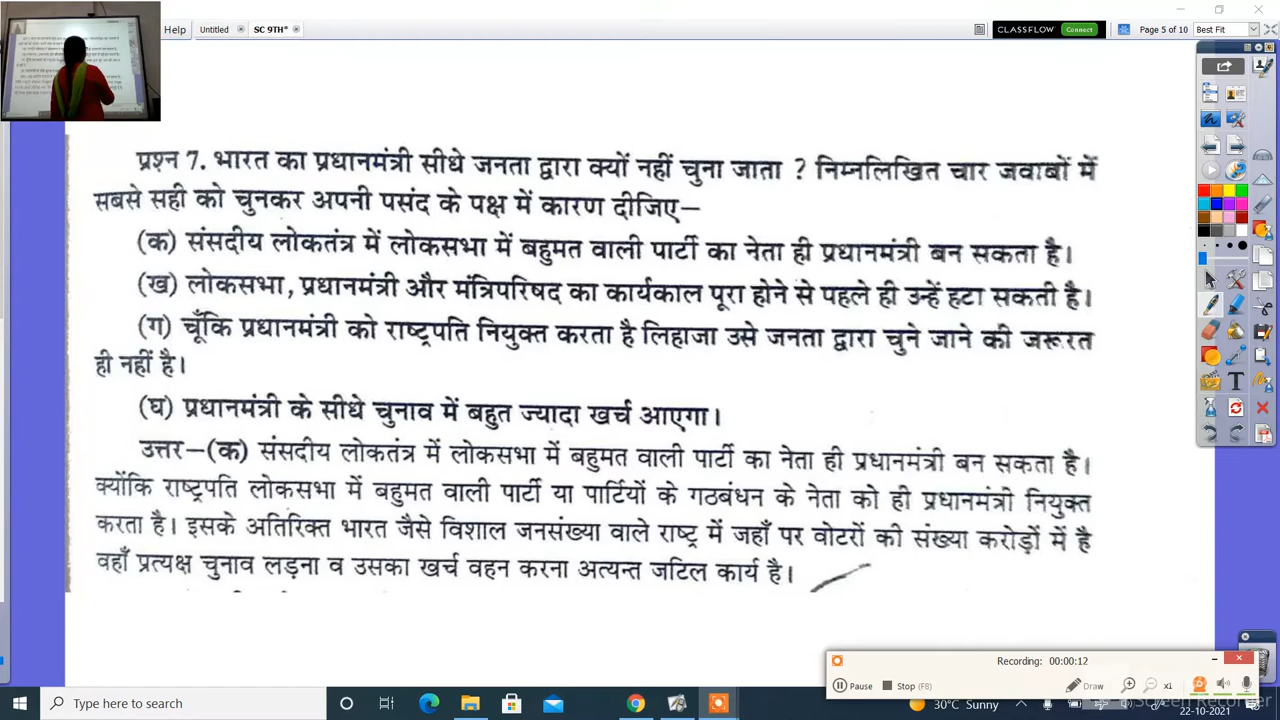 Help
Untitled
SC 9TH*
CLASSFLOW
Connect
Page 5 of 10
Best Fit
प्रश्न 7. भारत का प्रधानमंत्री सीधे जनता द्वारा क्यों नहीं चुना जाता ? निम्नलिखित चार जवाबों में
सबसे सही को चुनकर अपनी पसंद के पक्ष में कारण दीजिए–
(क) संसदीय लोकतंत्र में लोकसभा में बहुमत वाली पार्टी का नेता ही प्रधानमंत्री बन सकता है।
(ख) लोकसभा, प्रधानमंत्री और मंत्रिपरिषद का कार्यकाल पूरा होने से पहले ही उन्हें हटा सकती है।
(ग) चूँकि प्रधानमंत्री को राष्ट्रपति नियुक्त करता है लिहाजा उसे जनता द्वारा चुने जाने की जरूरत
ही नहीं है।
(घ) प्रधानमंत्री के सीधे चुनाव में बहुत ज्यादा खर्च आएगा।
उत्तर–(क) संसदीय लोकतंत्र में लोकसभा में बहुमत वाली पार्टी का नेता ही प्रधानमंत्री बन सकता है।
क्योंकि राष्ट्रपति लोकसभा में बहुमत वाली पार्टी या पार्टियों के गठबंधन के नेता को ही प्रधानमंत्री नियुक्त
करता है। इसके अतिरिक्त भारत जैसे विशाल जनसंख्या वाले राष्ट्र में जहाँ पर वोटरों की संख्या करोड़ों में है
वहाँ प्रत्यक्ष चुनाव लड़ना व उसका खर्च वहन करना अत्यन्त जटिल कार्य है।
Recording: 00:00:12
Pause
Stop (F8)
Draw
x1
Type here to search
30°C Sunny
22-10-2021